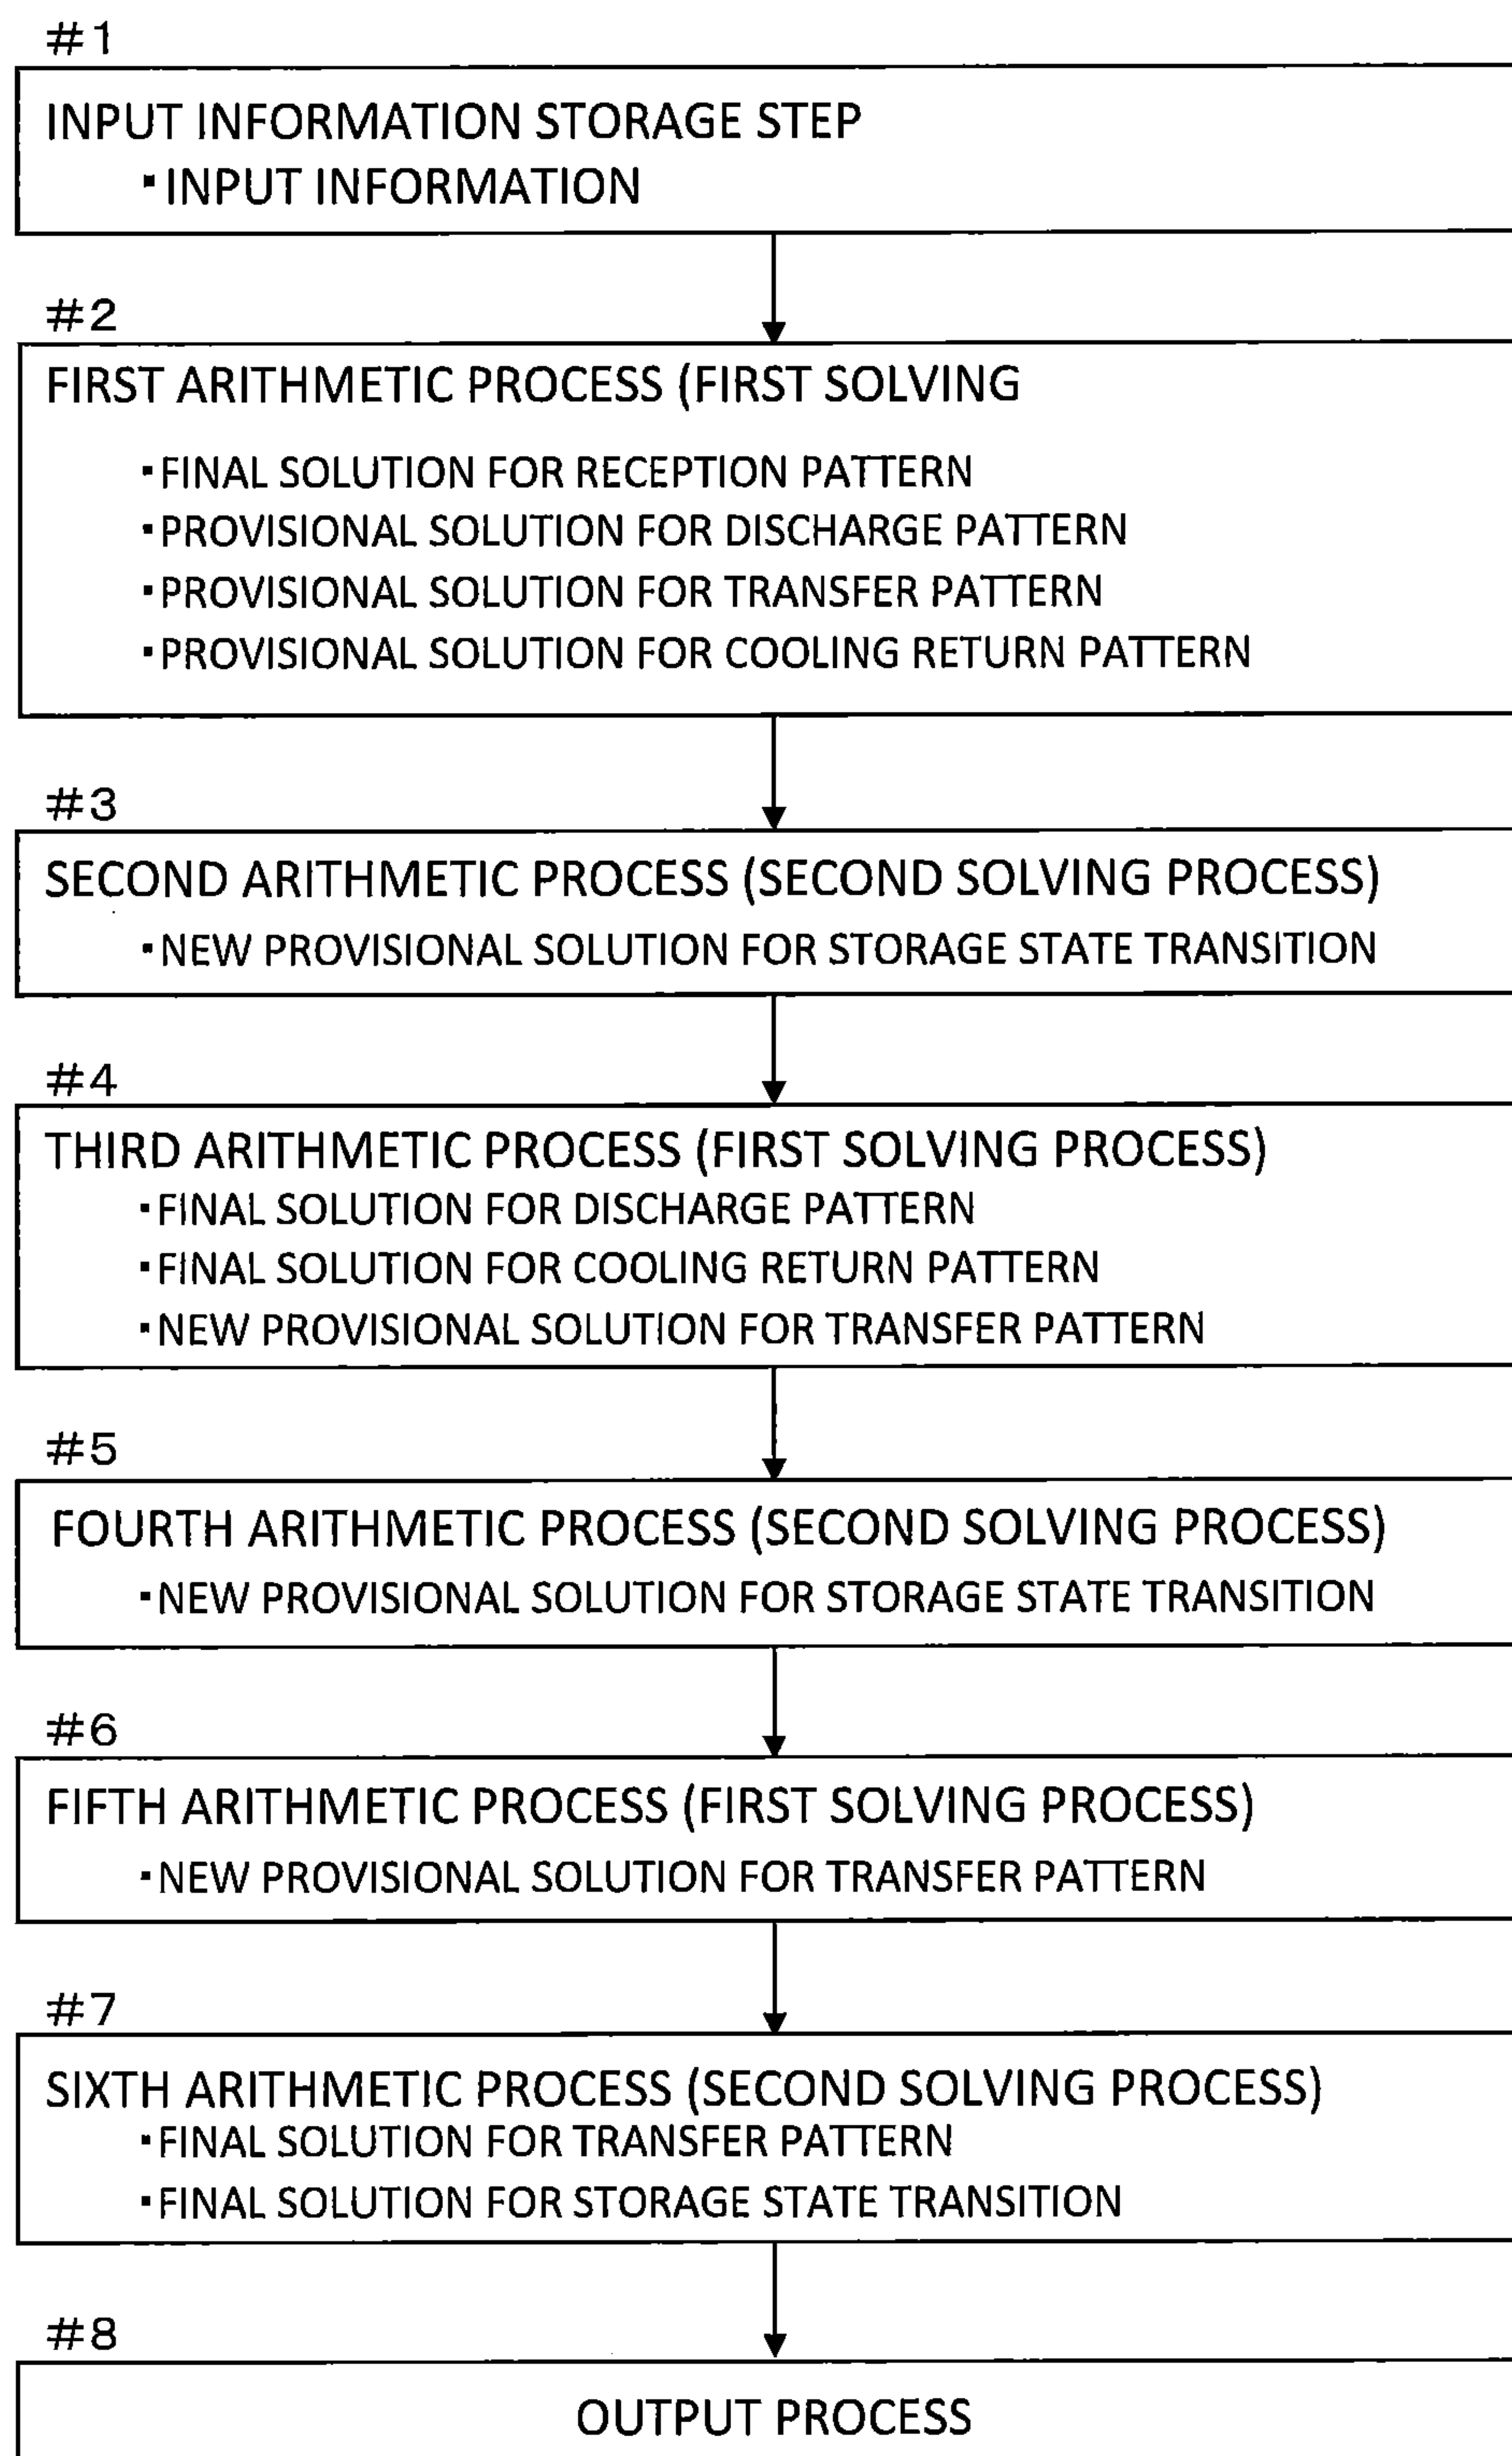 #1
INPUT INFORMATION STORAGE STEP
▪INPUT INFORMATION
#2
FIRST ARITHMETIC PROCESS (FIRST SOLVING
▪FINAL SOLUTION FOR RECEPTION PATTERN
▪PROVISIONAL SOLUTION FOR DISCHARGE PATTERN
▪PROVISIONAL SOLUTION FOR TRANSFER PATTERN
▪PROVISIONAL SOLUTION FOR COOLING RETURN PATTERN
#3
SECOND ARITHMETIC PROCESS (SECOND SOLVING PROCESS)
▪NEW PROVISIONAL SOLUTION FOR STORAGE STATE TRANSITION
#4
THIRD ARITHMETIC PROCESS (FIRST SOLVING PROCESS)
▪FINAL SOLUTION FOR DISCHARGE PATTERN
▪FINAL SOLUTION FOR COOLING RETURN PATTERN
▪NEW PROVISIONAL SOLUTION FOR TRANSFER PATTERN
#5
FOURTH ARITHMETIC PROCESS (SECOND SOLVING PROCESS)
▪NEW PROVISIONAL SOLUTION FOR STORAGE STATE TRANSITION
#6
FIFTH ARITHMETIC PROCESS (FIRST SOLVING PROCESS)
▪NEW PROVISIONAL SOLUTION FOR TRANSFER PATTERN
#7
SIXTH ARITHMETIC PROCESS (SECOND SOLVING PROCESS)
▪FINAL SOLUTION FOR TRANSFER PATTERN
▪FINAL SOLUTION FOR STORAGE STATE TRANSITION
#8
OUTPUT PROCESS